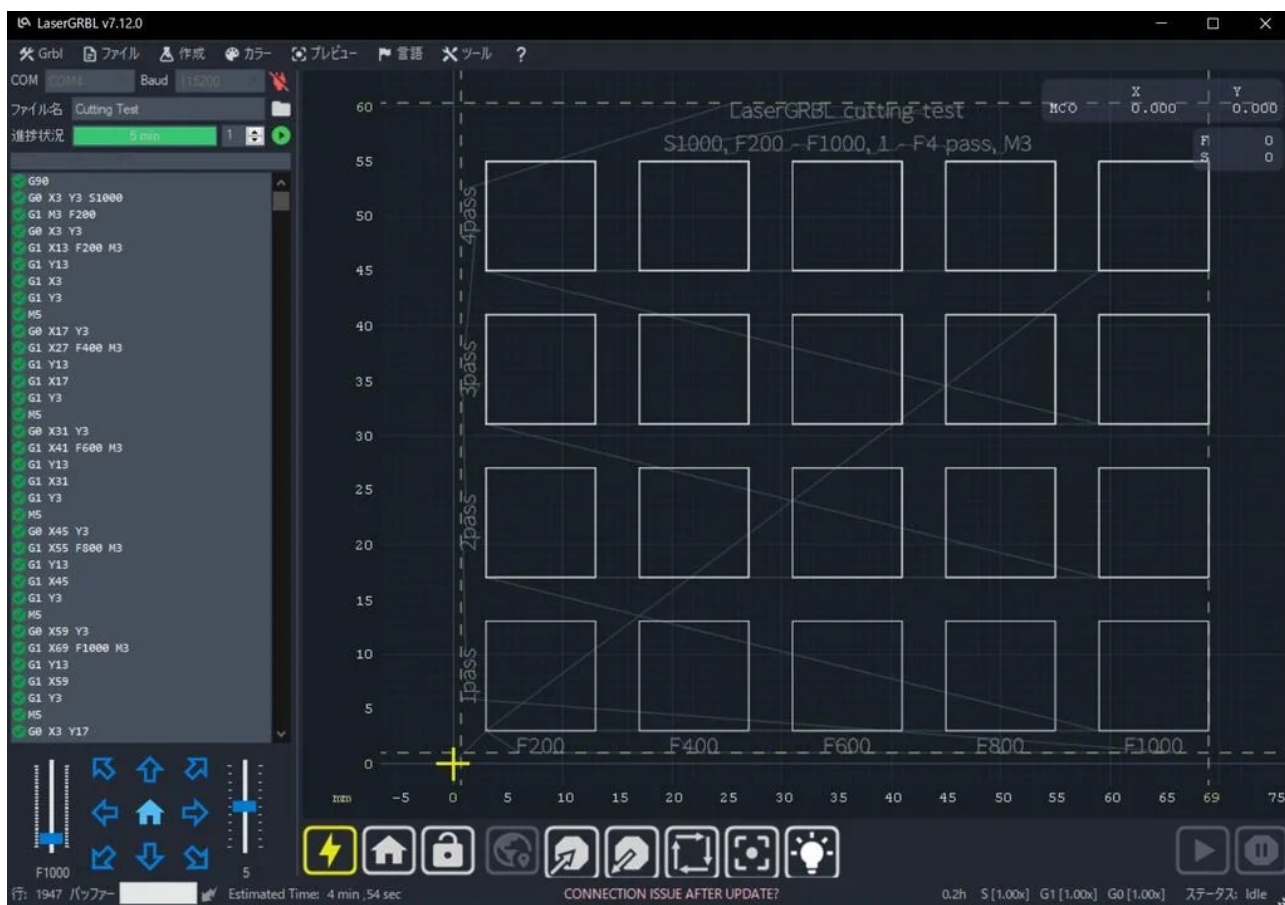 LaserGRBL v7.12.0
Grbl ファイル 作成 カラー プレビュー 言語 ツール ?
COM COM4 Baud 115200
ファイル名 Cutting Test
進捗状況 5 min 1
G90
G0 X3 Y3 S1000
G1 M3 F200
G0 X3 Y3
G1 X13 F200 M3
G1 Y13
G1 X3
G1 Y3
M5
G0 X17 Y3
G1 X27 F400 M3
G1 Y13
G1 X17
G1 Y3
M5
G0 X31 Y3
G1 X41 F600 M3
G1 Y13
G1 X31
G1 Y3
M5
G0 X45 Y3
G1 X55 F800 M3
G1 Y13
G1 X45
G1 Y3
M5
G0 X59 Y3
G1 X69 F1000 M3
G1 Y13
G1 X59
G1 Y3
M5
G0 X3 Y17
F1000
5
X Y
MCO 0.000 0.000
F 0
S 0
LaserGRBL cutting test
S1000, F200 - F1000, 1 - F4 pass, M3
60
55
50
45
40
35
30
25
20
15
10
5
0
4pass
3pass
2pass
1pass
F200 F400 F600 F800 F1000
mm -5 0 5 10 15 20 25 30 35 40 45 50 55 60 65 69 75
行: 1947 バッファー Estimated Time: 4 min ,54 sec CONNECTION ISSUE AFTER UPDATE? 0.2h S [1.00x] G1 [1.00x] G0 [1.00x] ステータス: Idle